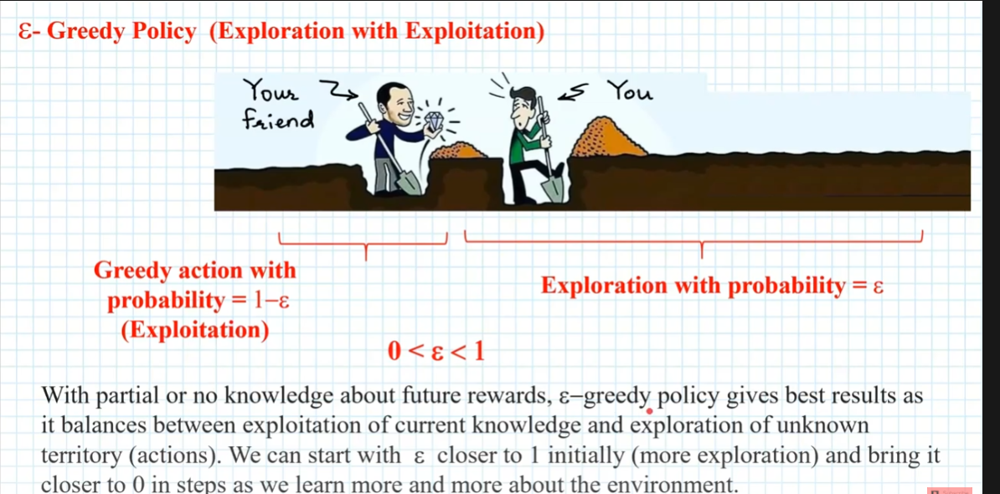 ε- Greedy Policy (Exploration with Exploitation)
Your
friend
You
Greedy action with
probability = 1−ε
(Exploitation)
Exploration with probability = ε
0 < ε < 1
With partial or no knowledge about future rewards, ε−greedy policy gives best results as
it balances between exploitation of current knowledge and exploration of unknown
territory (actions). We can start with ε closer to 1 initially (more exploration) and bring it
closer to 0 in steps as we learn more and more about the environment.